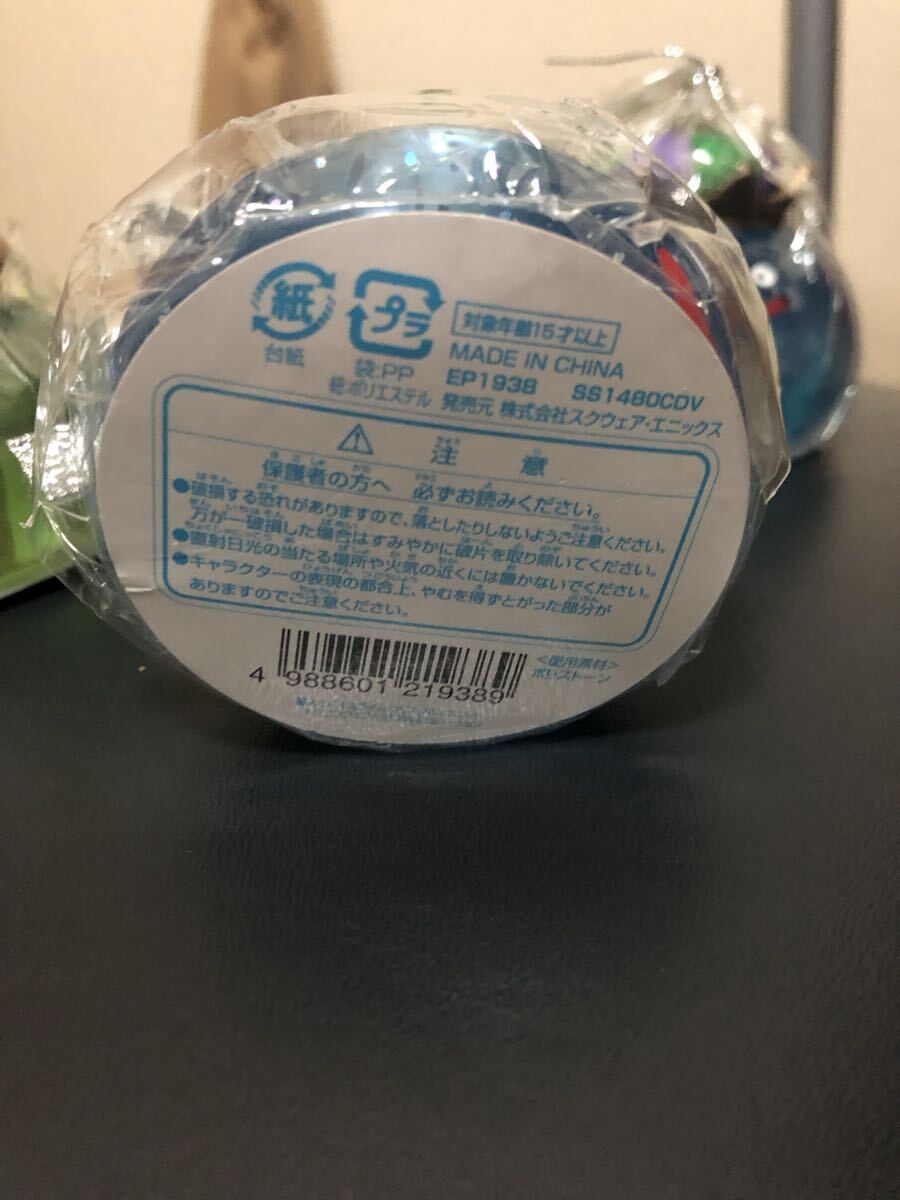 紙
台紙
プラ
袋:PP
紐:ポリエステル
対象年齢15才以上
MADE IN CHINA
EP1938 SS1480CDV
発売元 株式会社スクウェア・エニックス
⚠ 注意
保護者の方へ 必ずお読みください。
●破損する恐れがありますので、落としたりしないようご注意ください。
万が一破損した場合はすみやかに破片を取り除いてください。
●直射日光の当たる場所や火気の近くには置かないでください。
●キャラクターの表現の都合上、やむを得ずとがった部分が
ありますのでご注意ください。
4 988601 219389
<使用素材>
ポリストーン